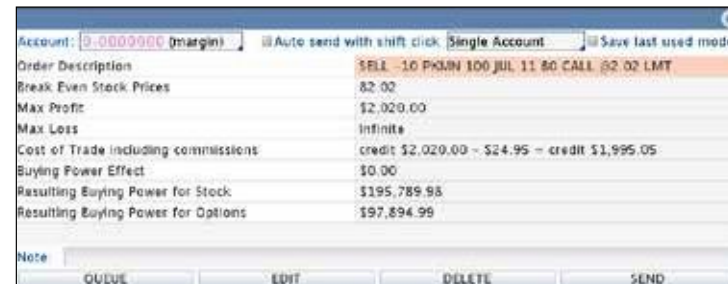 Account: 0-0000000 (margin) Auto send with shift click Single Account Save last used mode
Order Description SELL -10 PKMN 100 JUL 11 80 CALL @2.02 LMT
Break Even Stock Prices 82.02
Max Profit $2,020.00
Max Loss Infinite
Cost of Trade including commissions credit $2,020.00 - $24.95 = credit $1,995.05
Buying Power Effect $0.00
Resulting Buying Power for Stock $195,789.98
Resulting Buying Power for Options $97,894.99
Note
QUEUE EDIT DELETE SEND